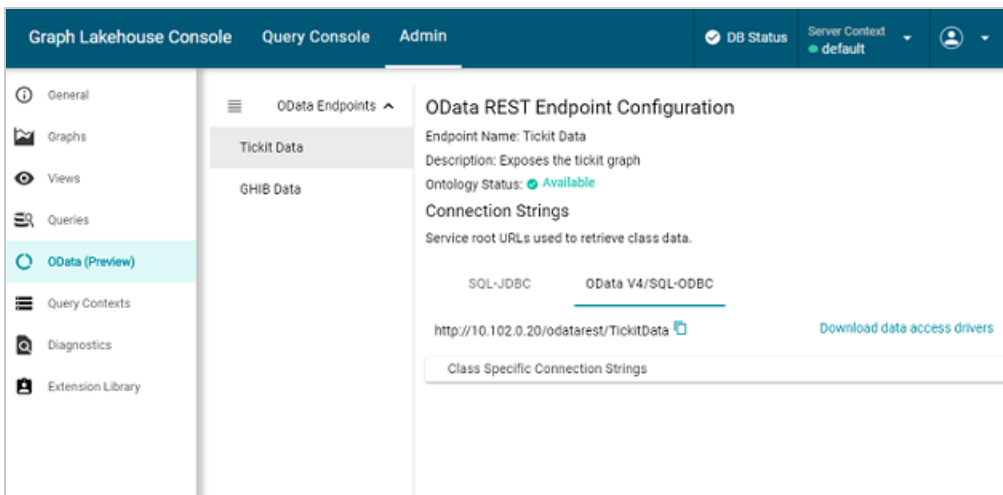 Graph Lakehouse Console Query Console Admin DB Status Server Context
default
General
Graphs
Views
Queries
OData (Preview)
Query Contexts
Diagnostics
Extension Library
OData Endpoints
Tickit Data
GHIB Data
OData REST Endpoint Configuration
Endpoint Name: Tickit Data
Description: Exposes the tickit graph
Ontology Status: Available
Connection Strings
Service root URLs used to retrieve class data.
SQL-JDBC OData V4/SQL-ODBC
http://10.102.0.20/odatarest/TickitData Download data access drivers
Class Specific Connection Strings